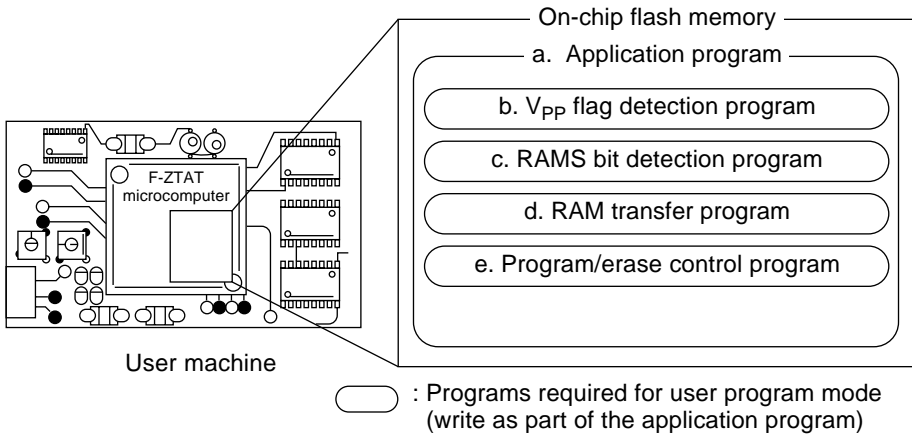 On-chip flash memory
a. Application program
b. VPP flag detection program
c. RAMS bit detection program
d. RAM transfer program
e. Program/erase control program
F-ZTAT
microcomputer
User machine
: Programs required for user program mode
(write as part of the application program)